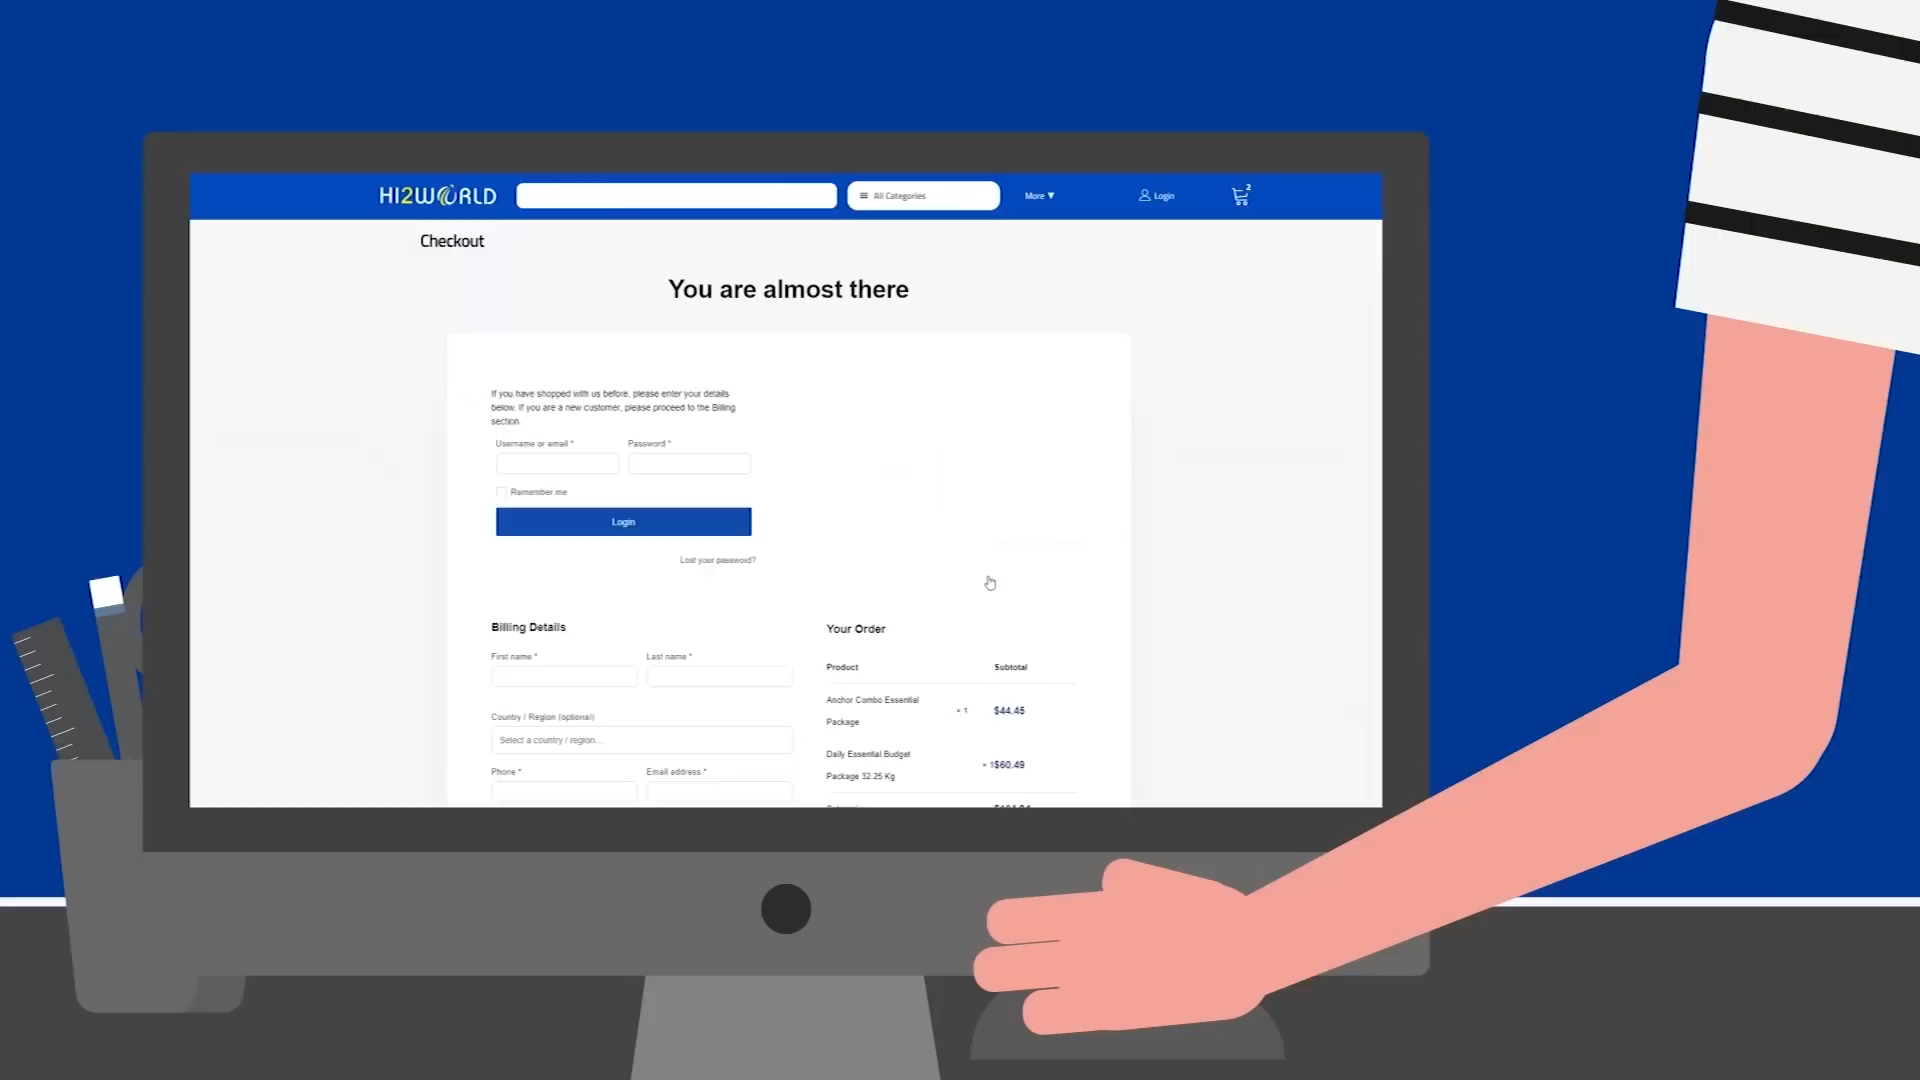 HI2WORLD
All Categories
More ▼
Login
2
Checkout
You are almost there
If you have shopped with us before, please enter your details
below. If you are a new customer, please proceed to the Billing
section.
Username or email * Password *
Remember me
Login
Lost your password?
Billing Details
Your Order
First name * Last name *
Product Subtotal
Anchor Combo Essential
Package × 1 $44.45
Country / Region (optional)
Select a country / region...
Daily Essential Budget
Package 32.25 Kg × 1 $60.49
Phone * Email address *